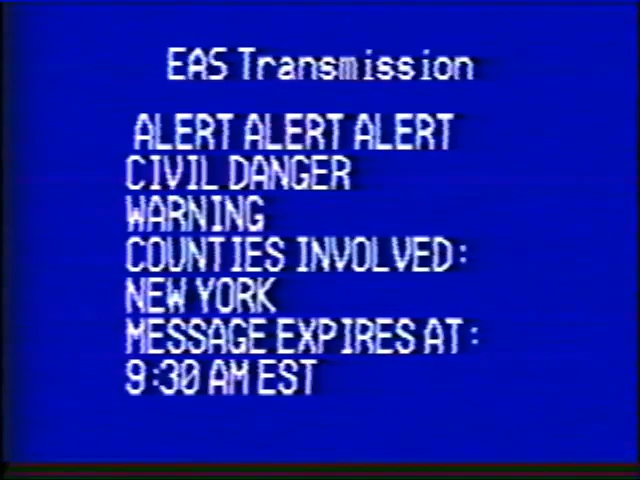 EAS Transmission
ALERT ALERT ALERT
CIVIL DANGER
WARNING
COUNTIES INVOLVED:
NEW YORK
MESSAGE EXPIRES AT:
9:30 AM EST